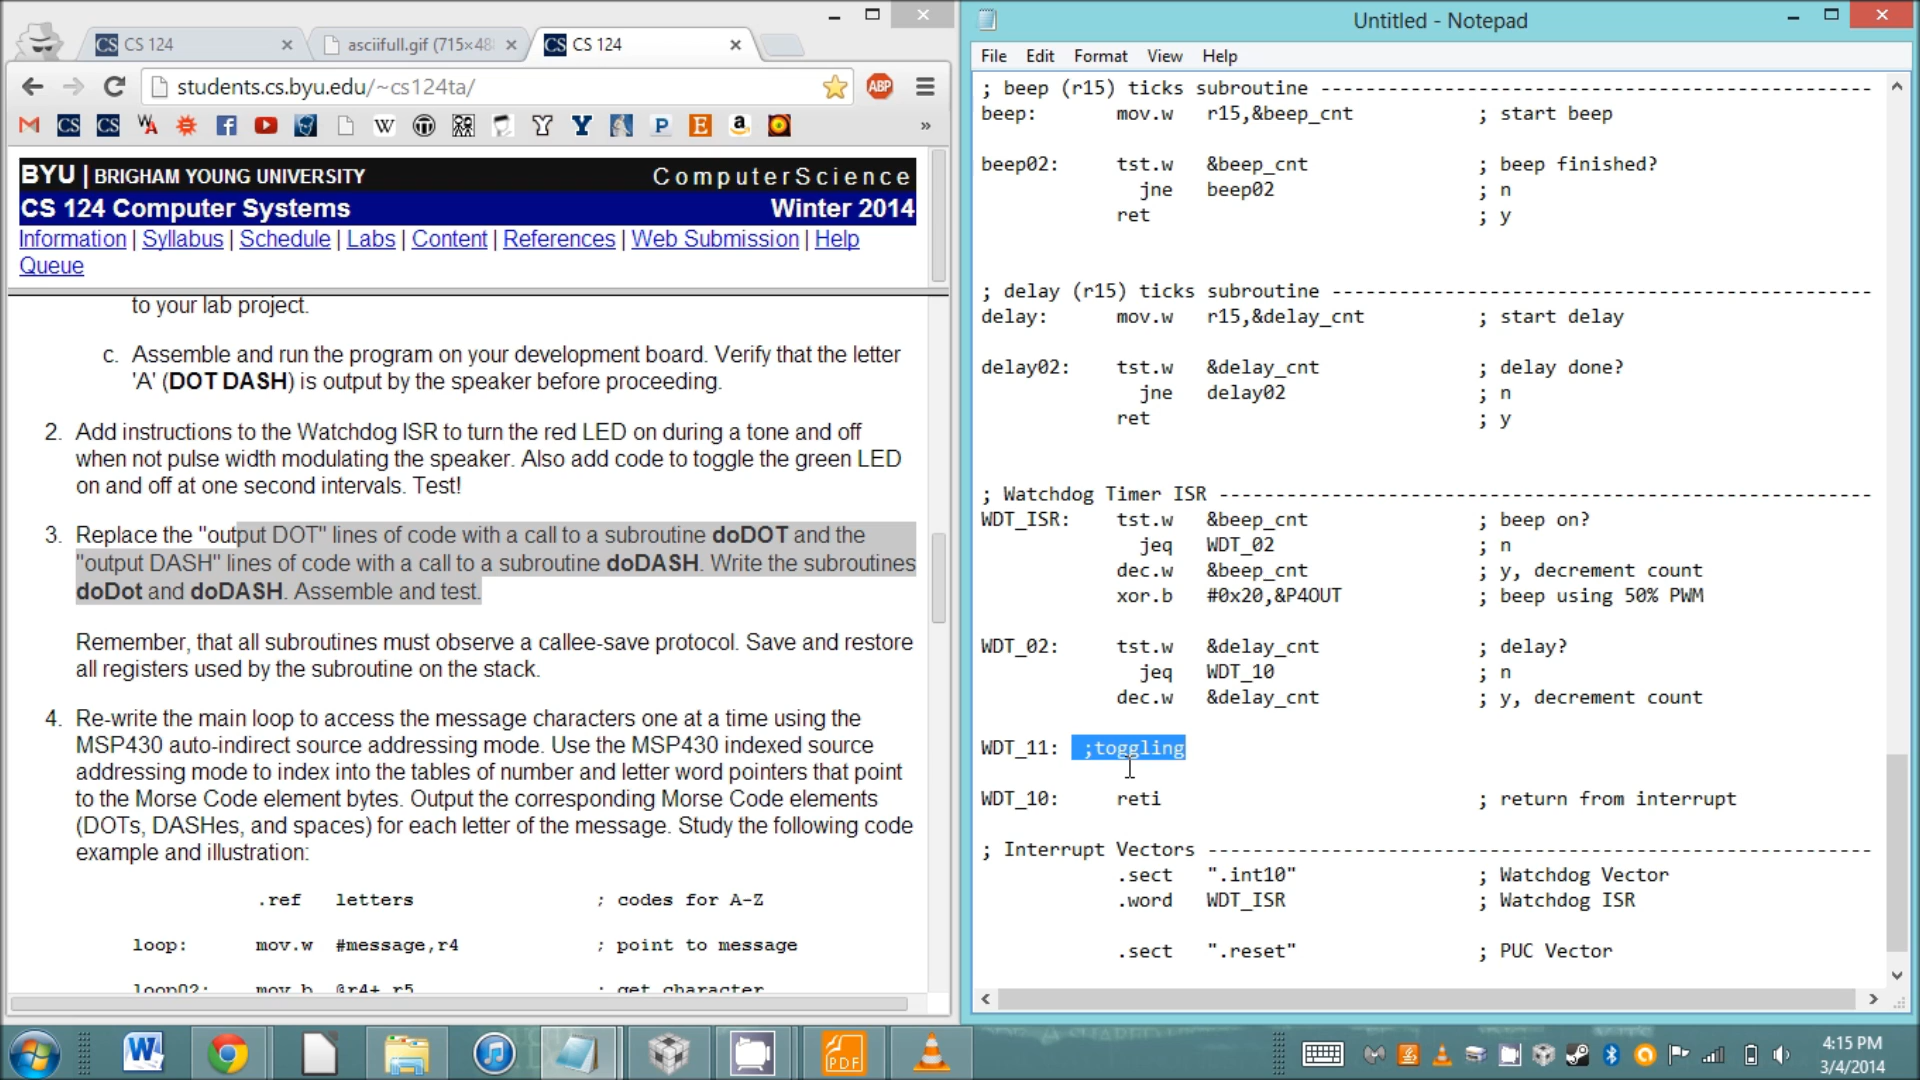 CS 124
asciifull.gif (715×48
CS 124
students.cs.byu.edu/~cs124ta/
ABP
BYU | BRIGHAM YOUNG UNIVERSITY ComputerScience
CS 124 Computer Systems Winter 2014
Information | Syllabus | Schedule | Labs | Content | References | Web Submission | Help
Queue
to your lab project.
c. Assemble and run the program on your development board. Verify that the letter
'A' (DOT DASH) is output by the speaker before proceeding.
2. Add instructions to the Watchdog ISR to turn the red LED on during a tone and off
when not pulse width modulating the speaker. Also add code to toggle the green LED
on and off at one second intervals. Test!
3. Replace the "output DOT" lines of code with a call to a subroutine doDOT and the
"output DASH" lines of code with a call to a subroutine doDASH. Write the subroutines
doDot and doDASH. Assemble and test.
Remember, that all subroutines must observe a callee-save protocol. Save and restore
all registers used by the subroutine on the stack.
4. Re-write the main loop to access the message characters one at a time using the
MSP430 auto-indirect source addressing mode. Use the MSP430 indexed source
addressing mode to index into the tables of number and letter word pointers that point
to the Morse Code element bytes. Output the corresponding Morse Code elements
(DOTs, DASHes, and spaces) for each letter of the message. Study the following code
example and illustration:
.ref letters ; codes for A-Z
loop: mov.w #message,r4 ; point to message
loop02: mov.b @r4+,r5 ; get character
Untitled - Notepad
File Edit Format View Help
; beep (r15) ticks subroutine -----------------------------------------------
beep: mov.w r15,&beep_cnt ; start beep
beep02: tst.w &beep_cnt ; beep finished?
jne beep02 ; n
ret ; y
; delay (r15) ticks subroutine -----------------------------------------------
delay: mov.w r15,&delay_cnt ; start delay
delay02: tst.w &delay_cnt ; delay done?
jne delay02 ; n
ret ; y
; Watchdog Timer ISR ----------------------------------------------------------
WDT_ISR: tst.w &beep_cnt ; beep on?
jeq WDT_02 ; n
dec.w &beep_cnt ; y, decrement count
xor.b #0x20,&P4OUT ; beep using 50% PWM
WDT_02: tst.w &delay_cnt ; delay?
jeq WDT_10 ; n
dec.w &delay_cnt ; y, decrement count
WDT_11: ;toggling
WDT_10: reti ; return from interrupt
; Interrupt Vectors -----------------------------------------------------------
.sect ".int10" ; Watchdog Vector
.word WDT_ISR ; Watchdog ISR
.sect ".reset" ; PUC Vector
PDF
4:15 PM
3/4/2014